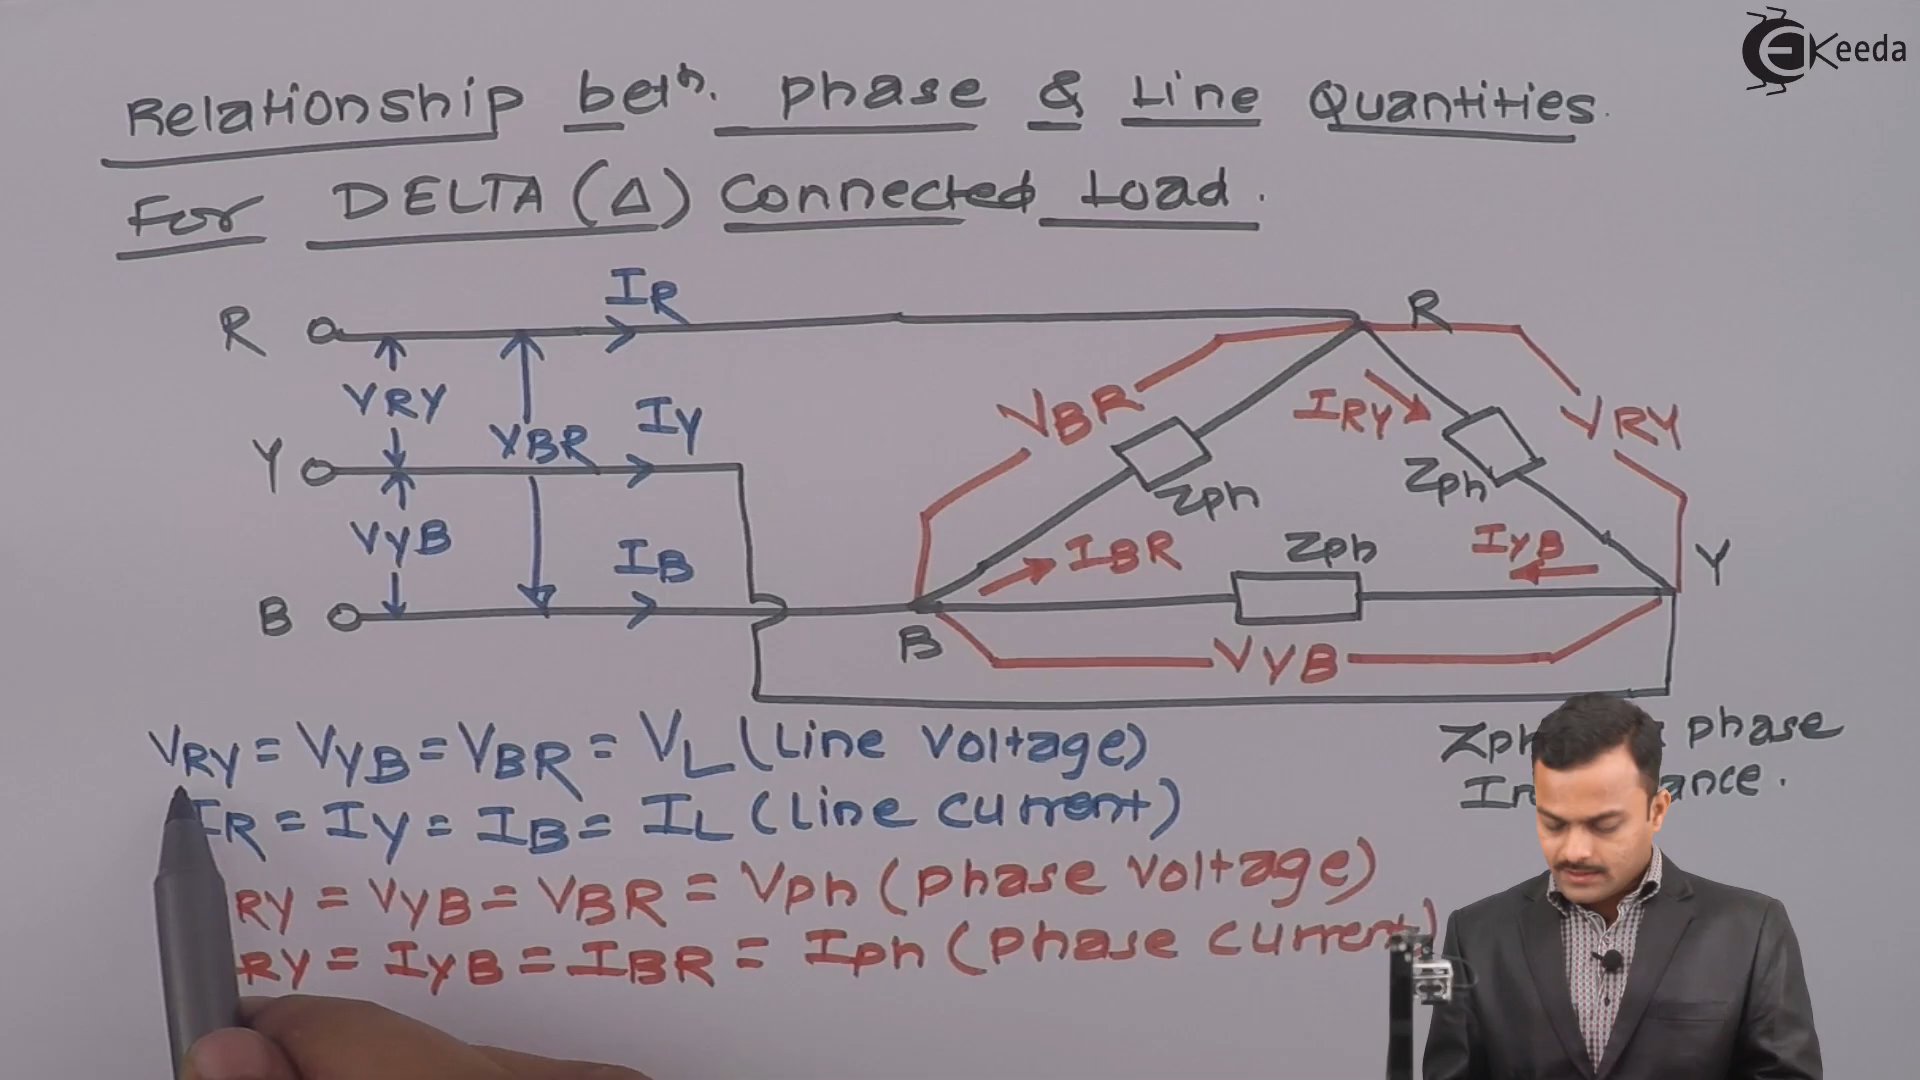 Keeda
Relationship betn. phase & Line Quantities.
For DELTA (Δ) Connected Load.
R
IR
VRY
Y
VBR
IY
VYB
B
IB
R
VBR
IRY
VRY
Zph
Zph
IBR
Zph
IYB
Y
B
VYB
VRY = VYB = VBR = VL (Line Voltage)
Zph phase
IR = IY = IB = IL (Line current)
RY = VYB = VBR = Vph (phase voltage)
RY = IYB = IBR = Iph (phase current)